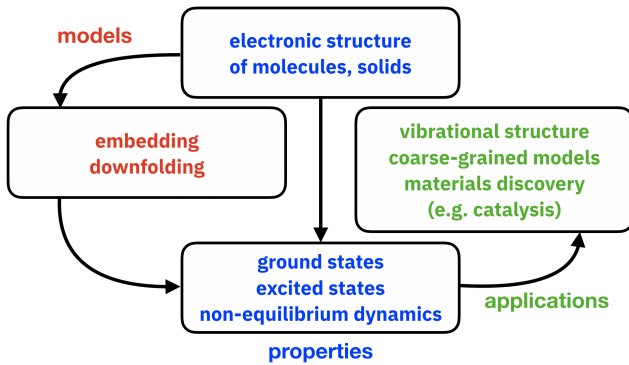 models
electronic structure
of molecules, solids
embedding
downfolding
vibrational structure
coarse-grained models
materials discovery
(e.g. catalysis)
ground states
excited states
non-equilibrium dynamics
applications
properties